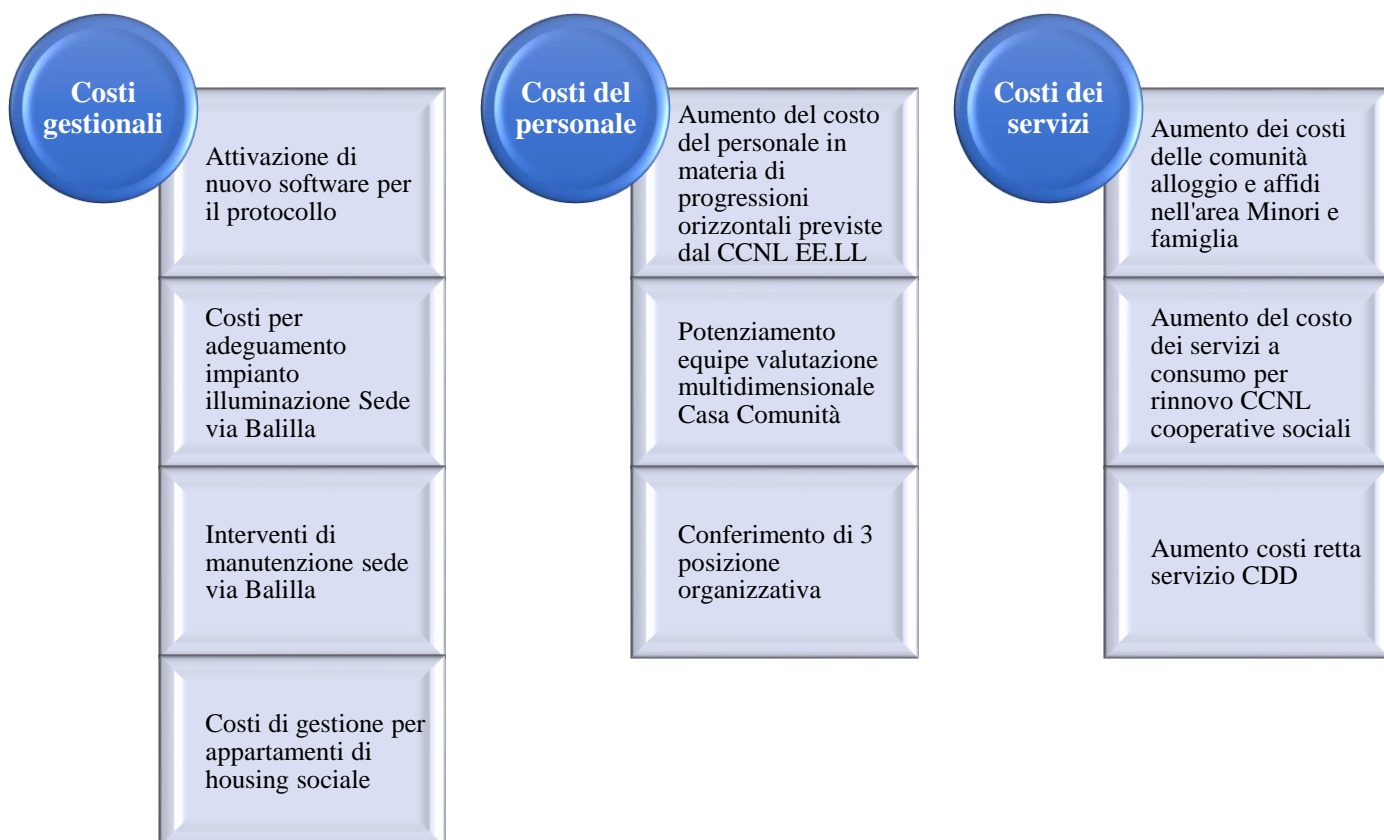 Costi
gestionali
Attivazione di
nuovo software per
il protocollo
Costi per
adeguamento
impianto
illuminazione Sede
via Balilla
Interventi di
manutenzione sede
via Balilla
Costi di gestione per
appartamenti di
housing sociale
Costi del
personale
Aumento del costo
del personale in
materia di
progressioni
orizzontali previste
dal CCNL EE.LL
Potenziamento
equipe valutazione
multidimensionale
Casa Comunità
Conferimento di 3
posizione
organizzativa
Costi dei
servizi
Aumento dei costi
delle comunità
alloggio e affidi
nell'area Minori e
famiglia
Aumento del costo
dei servizi a
consumo per
rinnovo CCNL
cooperative sociali
Aumento costi retta
servizio CDD